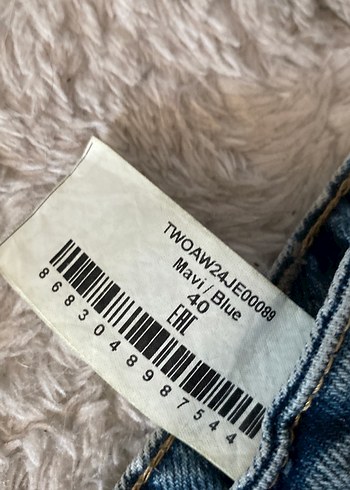 TWOAW24JE00089
Mavi / Blue
40
EAC
8683048987544